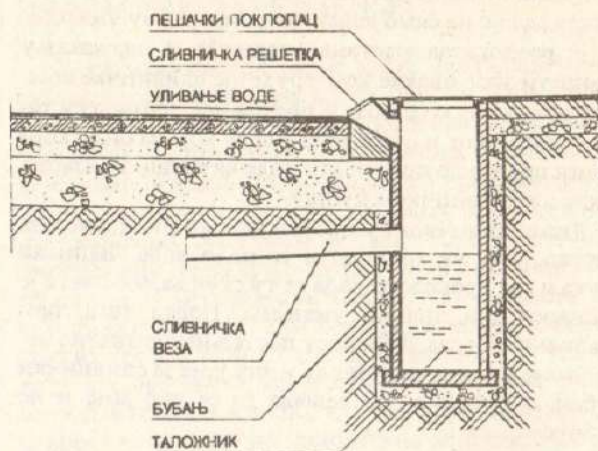 ПЕШАЧКИ ПОКЛОПАЦ
СЛИВНИЧКА РЕШЕТКА
УЛИВАЊЕ ВОДЕ
СЛИВНИЧКА
ВЕЗА
БУБАЊ
ТАЛОЖНИК